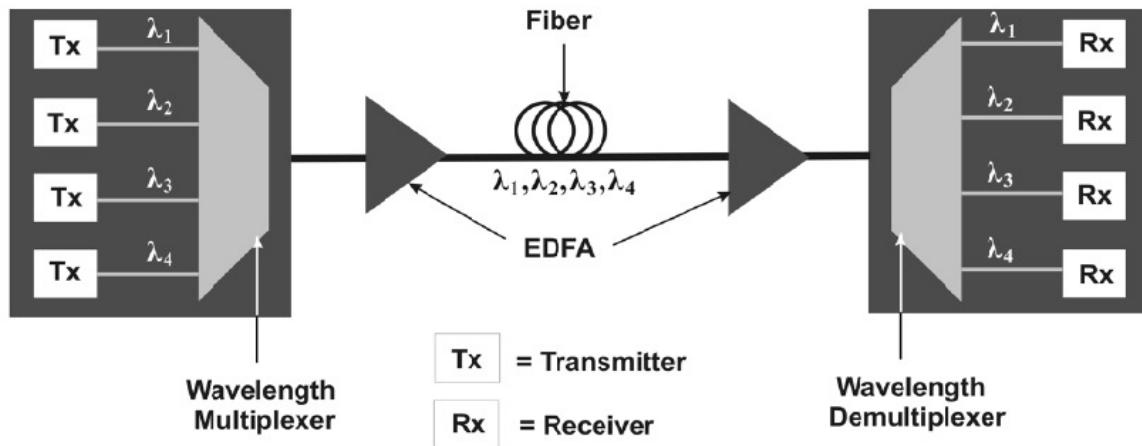 Fiber
Tx λ1
Tx λ2
Tx λ3
Tx λ4
λ1,λ2,λ3,λ4
EDFA
λ1 Rx
λ2 Rx
λ3 Rx
λ4 Rx
Wavelength
Multiplexer
Tx = Transmitter
Rx = Receiver
Wavelength
Demultiplexer